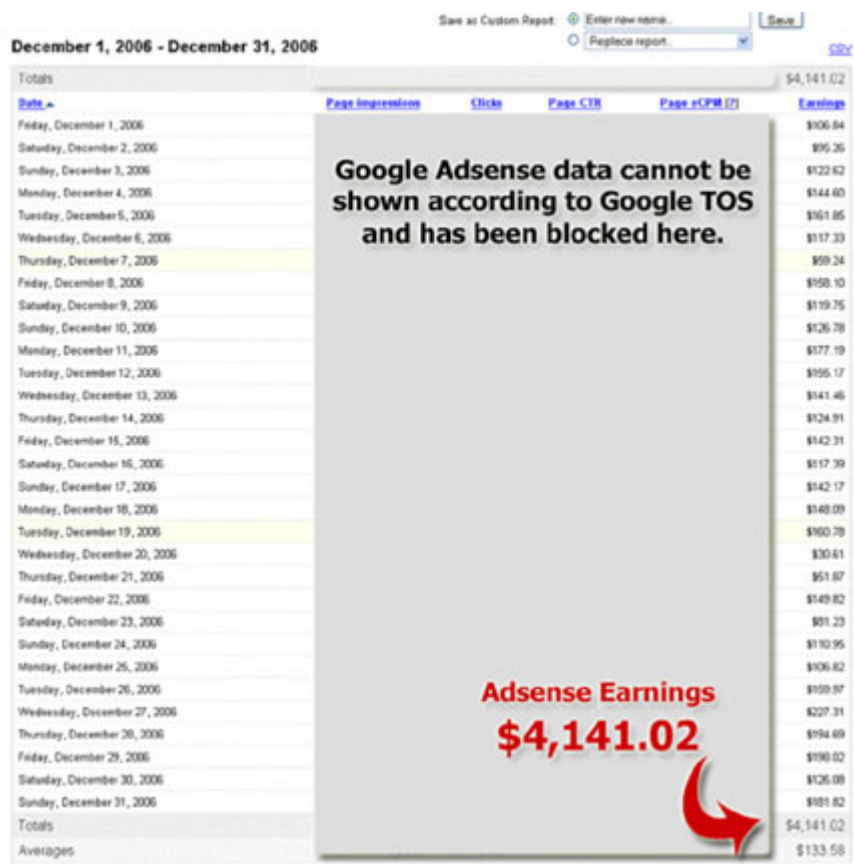 Save as Custom Report: Enter new name... Save
Replace report...
December 1, 2006 - December 31, 2006
CSV
Totals $4,141.02
Date Page impressions Clicks Page CTR Page eCPM [?] Earnings
Friday, December 1, 2006 $106.84
Saturday, December 2, 2006 $95.26
Sunday, December 3, 2006 $122.62
Monday, December 4, 2006 $144.60
Tuesday, December 5, 2006 $161.85
Wednesday, December 6, 2006 $117.33
Thursday, December 7, 2006
Friday, December 8, 2006 $158.10
Saturday, December 9, 2006 $119.75
Sunday, December 10, 2006 $126.78
Monday, December 11, 2006 $177.19
Tuesday, December 12, 2006
Wednesday, December 13, 2006 $141.46
Thursday, December 14, 2006 $124.91
Friday, December 15, 2006 $142.31
Saturday, December 16, 2006 $117.39
Sunday, December 17, 2006 $142.17
Monday, December 18, 2006 $148.09
Tuesday, December 19, 2006 $160.78
Wednesday, December 20, 2006 $30.61
Thursday, December 21, 2006 $51.87
Friday, December 22, 2006 $149.82
Saturday, December 23, 2006 $81.23
Sunday, December 24, 2006 $110.95
Monday, December 25, 2006 $106.82
Tuesday, December 26, 2006
Wednesday, December 27, 2006 $227.31
Thursday, December 28, 2006 $194.69
Friday, December 29, 2006
Saturday, December 30, 2006 $126.08
Sunday, December 31, 2006 $181.82
Totals $4,141.02
Averages $133.58
Google Adsense data cannot be
shown according to Google TOS
and has been blocked here.
Adsense Earnings
$4,141.02